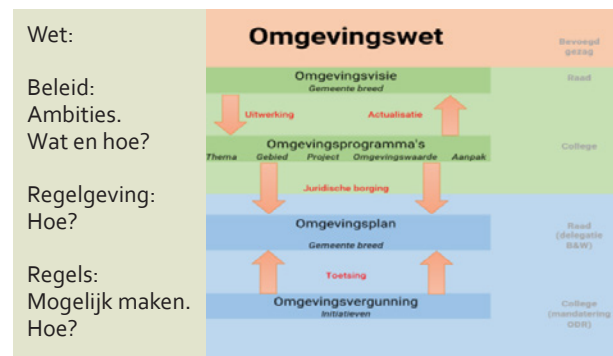 Wet:
Beleid:
Ambities.
Wat en hoe?
Regelgeving:
Hoe?
Regels:
Mogelijk maken.
Hoe?
Omgevingswet
Bevoegd
gezag
Omgevingsvisie
Gemeente breed
Raad
Uitwerking
Actualisatie
Omgevingsprogramma's
Thema Gebied Project Omgevingswaarde Aanpak
College
Juridische borging
Omgevingsplan
Gemeente breed
Raad
(delegatie
B&W)
Toetsing
Omgevingsvergunning
Initiatieven
College
(mandatering
ODR)